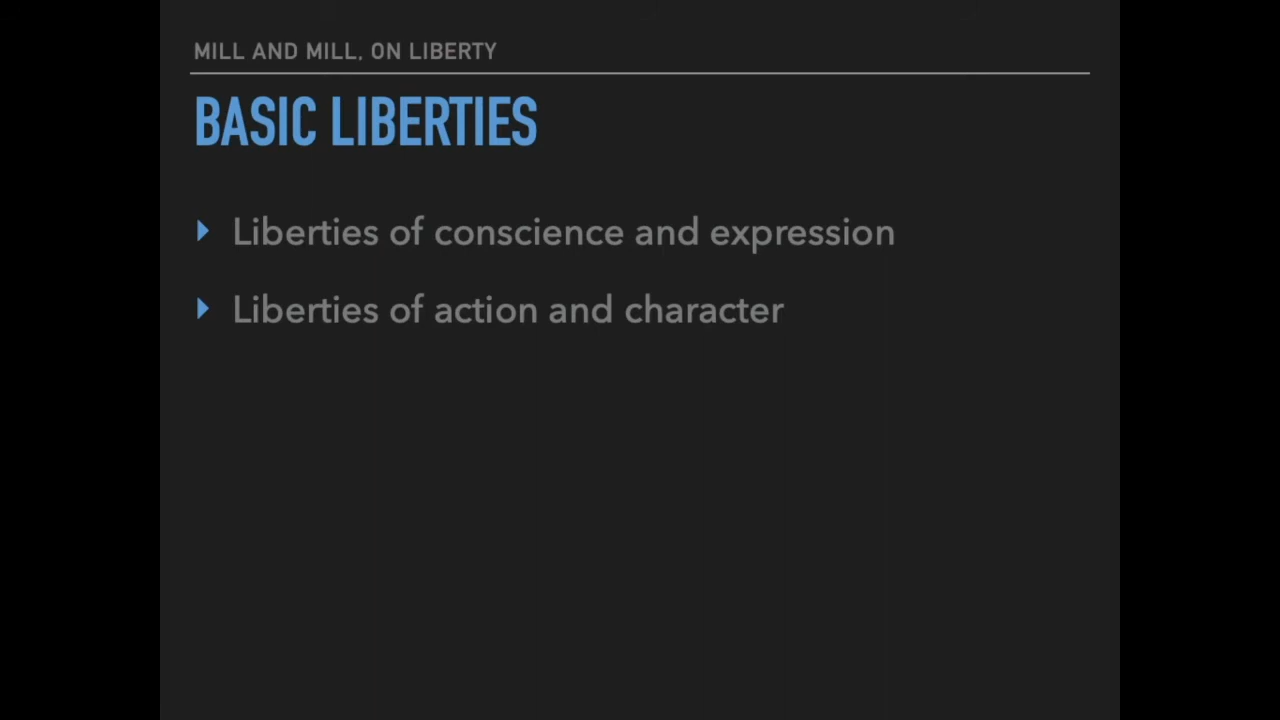 MILL AND MILL, ON LIBERTY
BASIC LIBERTIES
Liberties of conscience and expression
Liberties of action and character